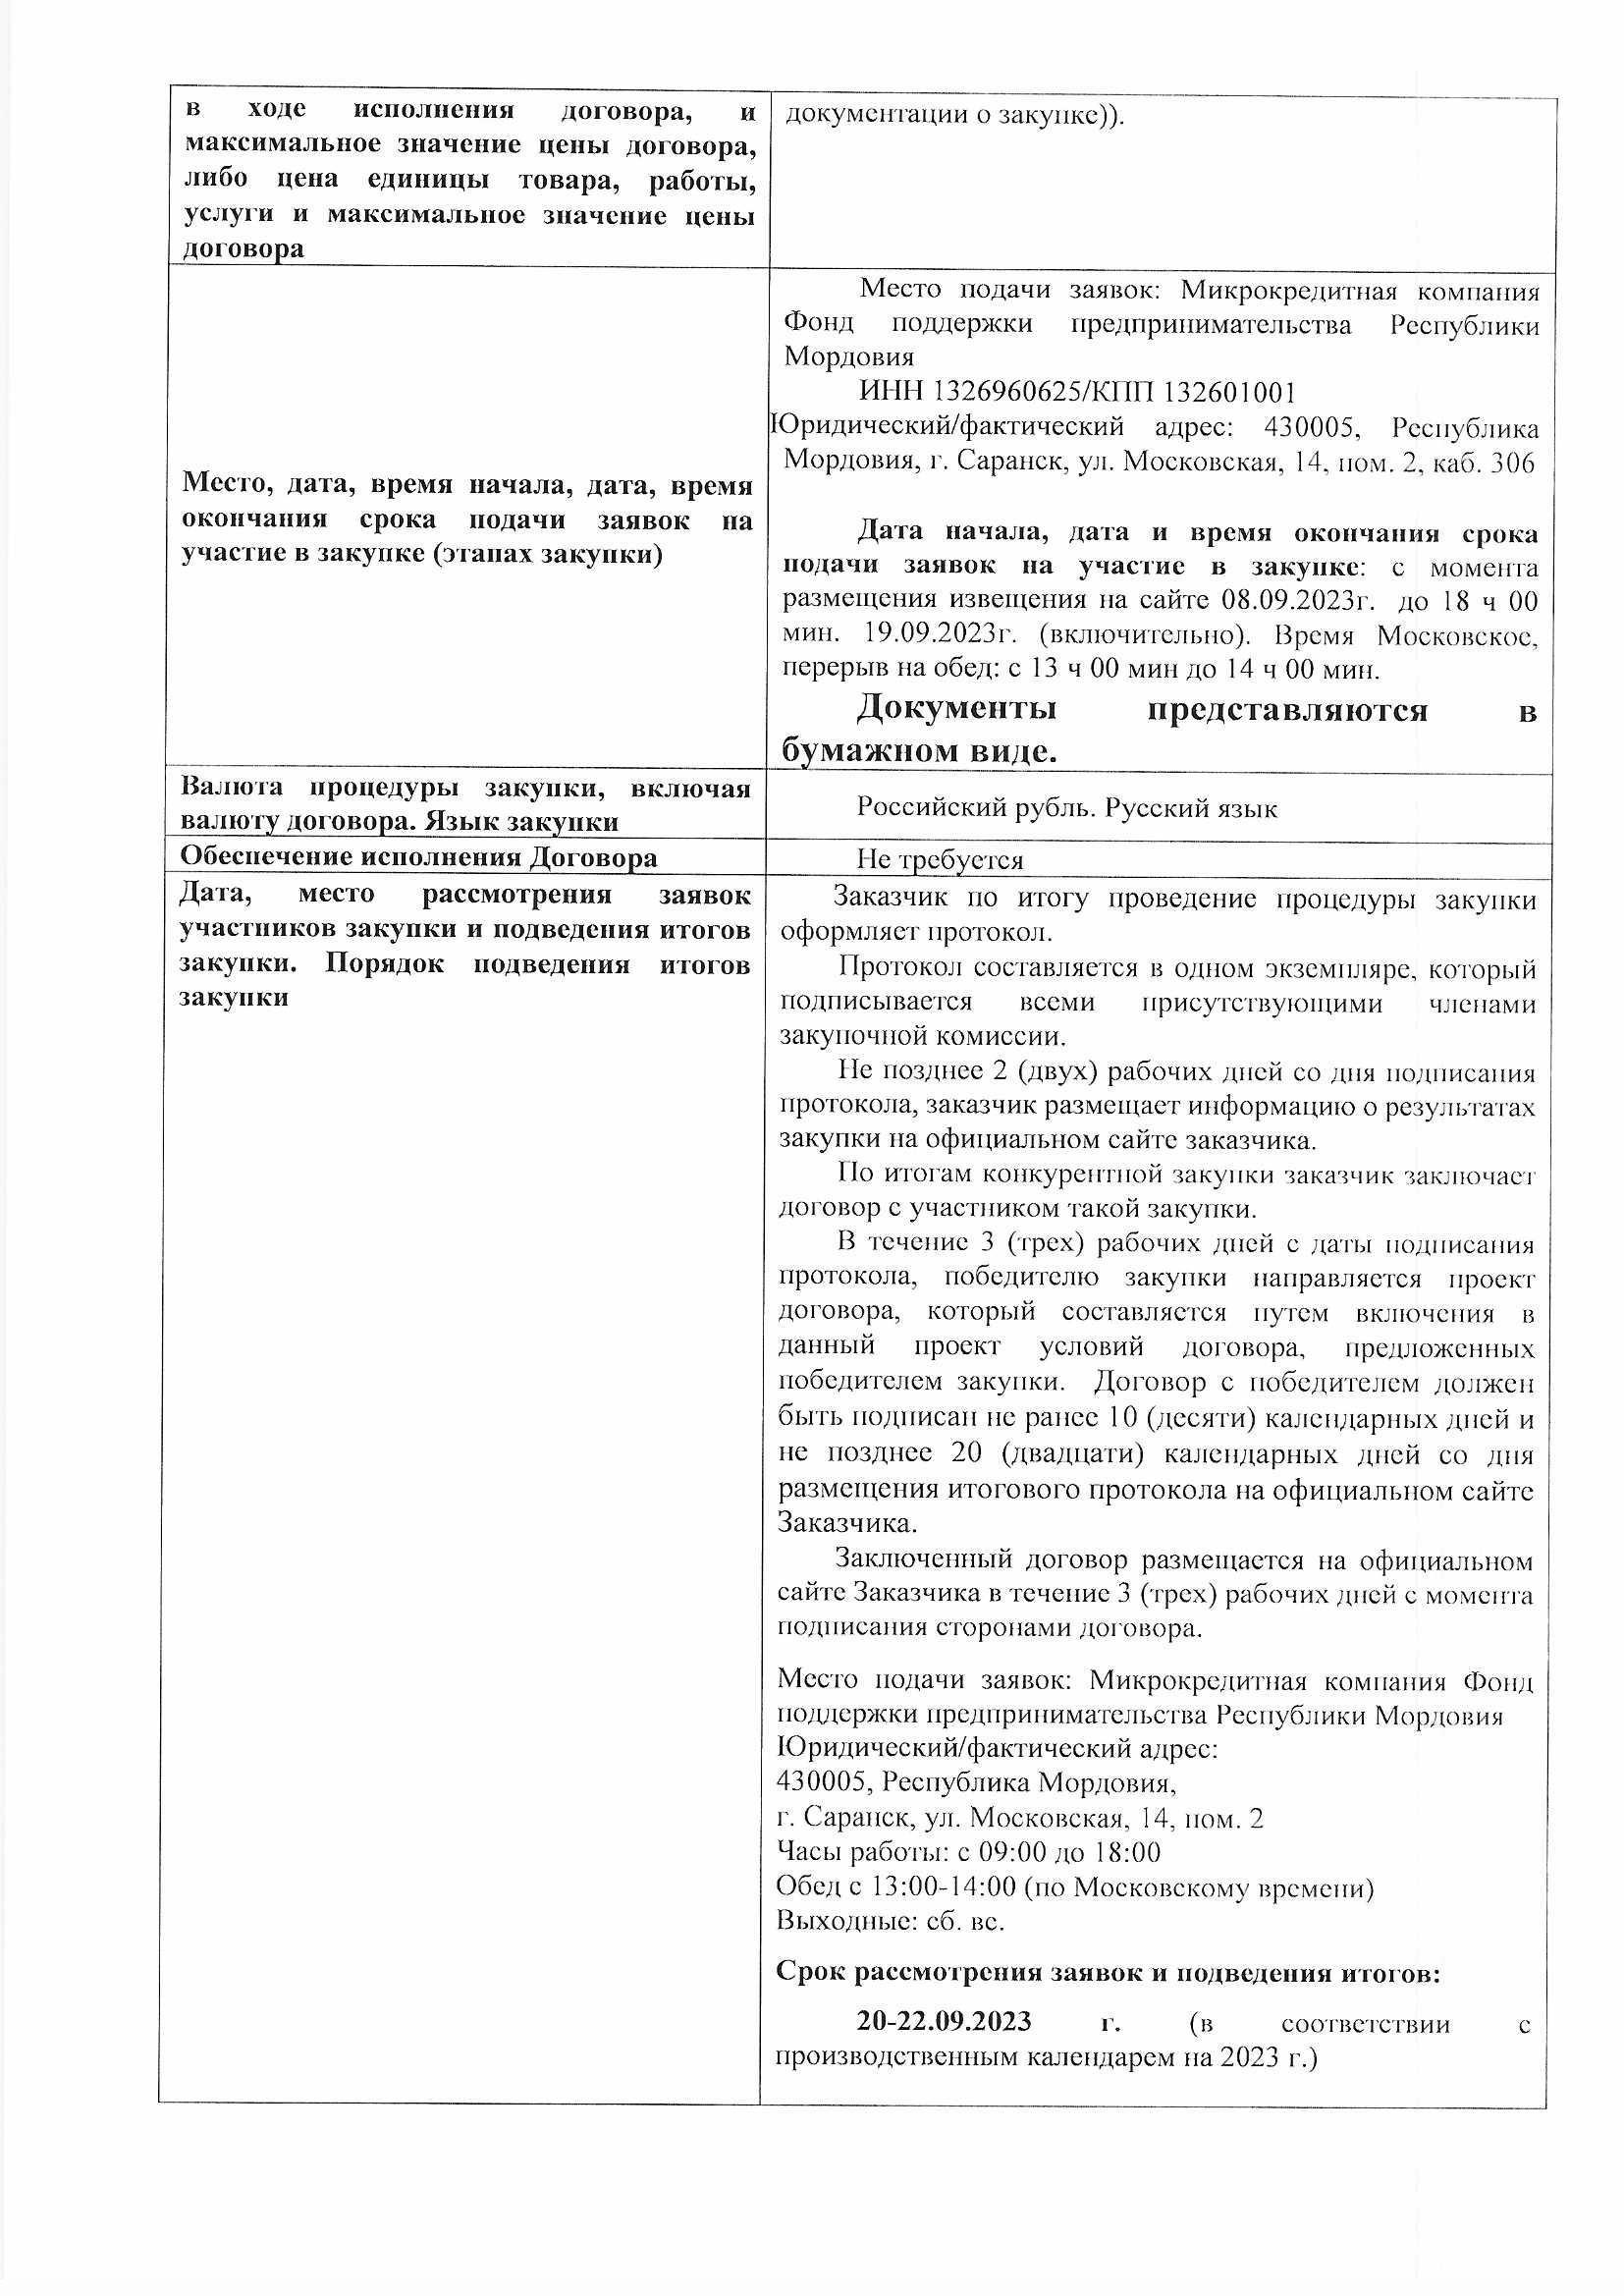 в ходе исполнения договора, и
максимальное значение цены договора,
либо цена единицы товара, работы,
услуги и максимальное значение цены
договора
документации о закупке)).
Место, дата, время начала, дата, время
окончания срока подачи заявок на
участие в закупке (этапах закупки)
Место подачи заявок: Микрокредитная компания
Фонд поддержки предпринимательства Республики
Мордовия
ИНН 1326960625/КПП 132601001
Юридический/фактический адрес: 430005, Республика
Мордовия, г. Саранск, ул. Московская, 14, пом. 2, каб. 306
Дата начала, дата и время окончания срока
подачи заявок на участие в закупке: с момента
размещения извещения на сайте 08.09.2023г. до 18 ч 00
мин. 19.09.2023г. (включительно). Время Московское,
перерыв на обед: с 13 ч 00 мин до 14 ч 00 мин.
Документы представляются в
бумажном виде.
Валюта процедуры закупки, включая
валюту договора. Язык закупки
Российский рубль. Русский язык
Обеспечение исполнения Договора
Не требуется
Дата, место рассмотрения заявок
участников закупки и подведения итогов
закупки. Порядок подведения итогов
закупки
Заказчик по итогу проведение процедуры закупки
оформляет протокол.
Протокол составляется в одном экземпляре, который
подписывается всеми присутствующими членами
закупочной комиссии.
Не позднее 2 (двух) рабочих дней со дня подписания
протокола, заказчик размещает информацию о результатах
закупки на официальном сайте заказчика.
По итогам конкурентной закупки заказчик заключает
договор с участником такой закупки.
В течение 3 (трех) рабочих дней с даты подписания
протокола, победителю закупки направляется проект
договора, который составляется путем включения в
данный проект условий договора, предложенных
победителем закупки. Договор с победителем должен
быть подписан не ранее 10 (десяти) календарных дней и
не позднее 20 (двадцати) календарных дней со дня
размещения итогового протокола на официальном сайте
Заказчика.
Заключенный договор размещается на официальном
сайте Заказчика в течение 3 (трех) рабочих дней с момента
подписания сторонами договора.
Место подачи заявок: Микрокредитная компания Фонд
поддержки предпринимательства Республики Мордовия
Юридический/фактический адрес:
430005, Республика Мордовия,
г. Саранск, ул. Московская, 14, пом. 2
Часы работы: с 09:00 до 18:00
Обед с 13:00-14:00 (по Московскому времени)
Выходные: сб. вс.
Срок рассмотрения заявок и подведения итогов:
20-22.09.2023 г. (в соответствии с
производственным календарем на 2023 г.)